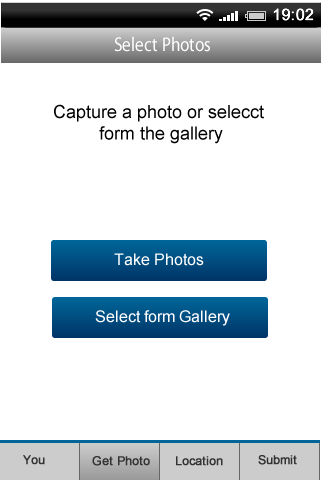 19:02
Select Photos
Capture a photo or selecct
form the gallery
Take Photos
Select form Gallery
You
Get Photo
Location
Submit